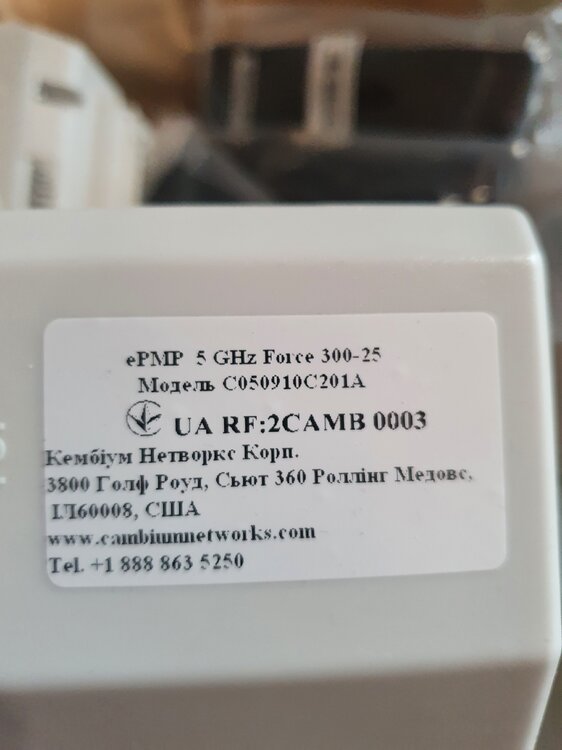 ePMP 5 GHz Force 300-25
Модель C050910C201A
UA RF:2CAMB 0003
Кембіум Нетворкс Корп.
3800 Голф Роуд, Сьют 360 Роллінг Медовс,
ІЛ60008, США
www.cambiumnetworks.com
Tel. +1 888 863 5250